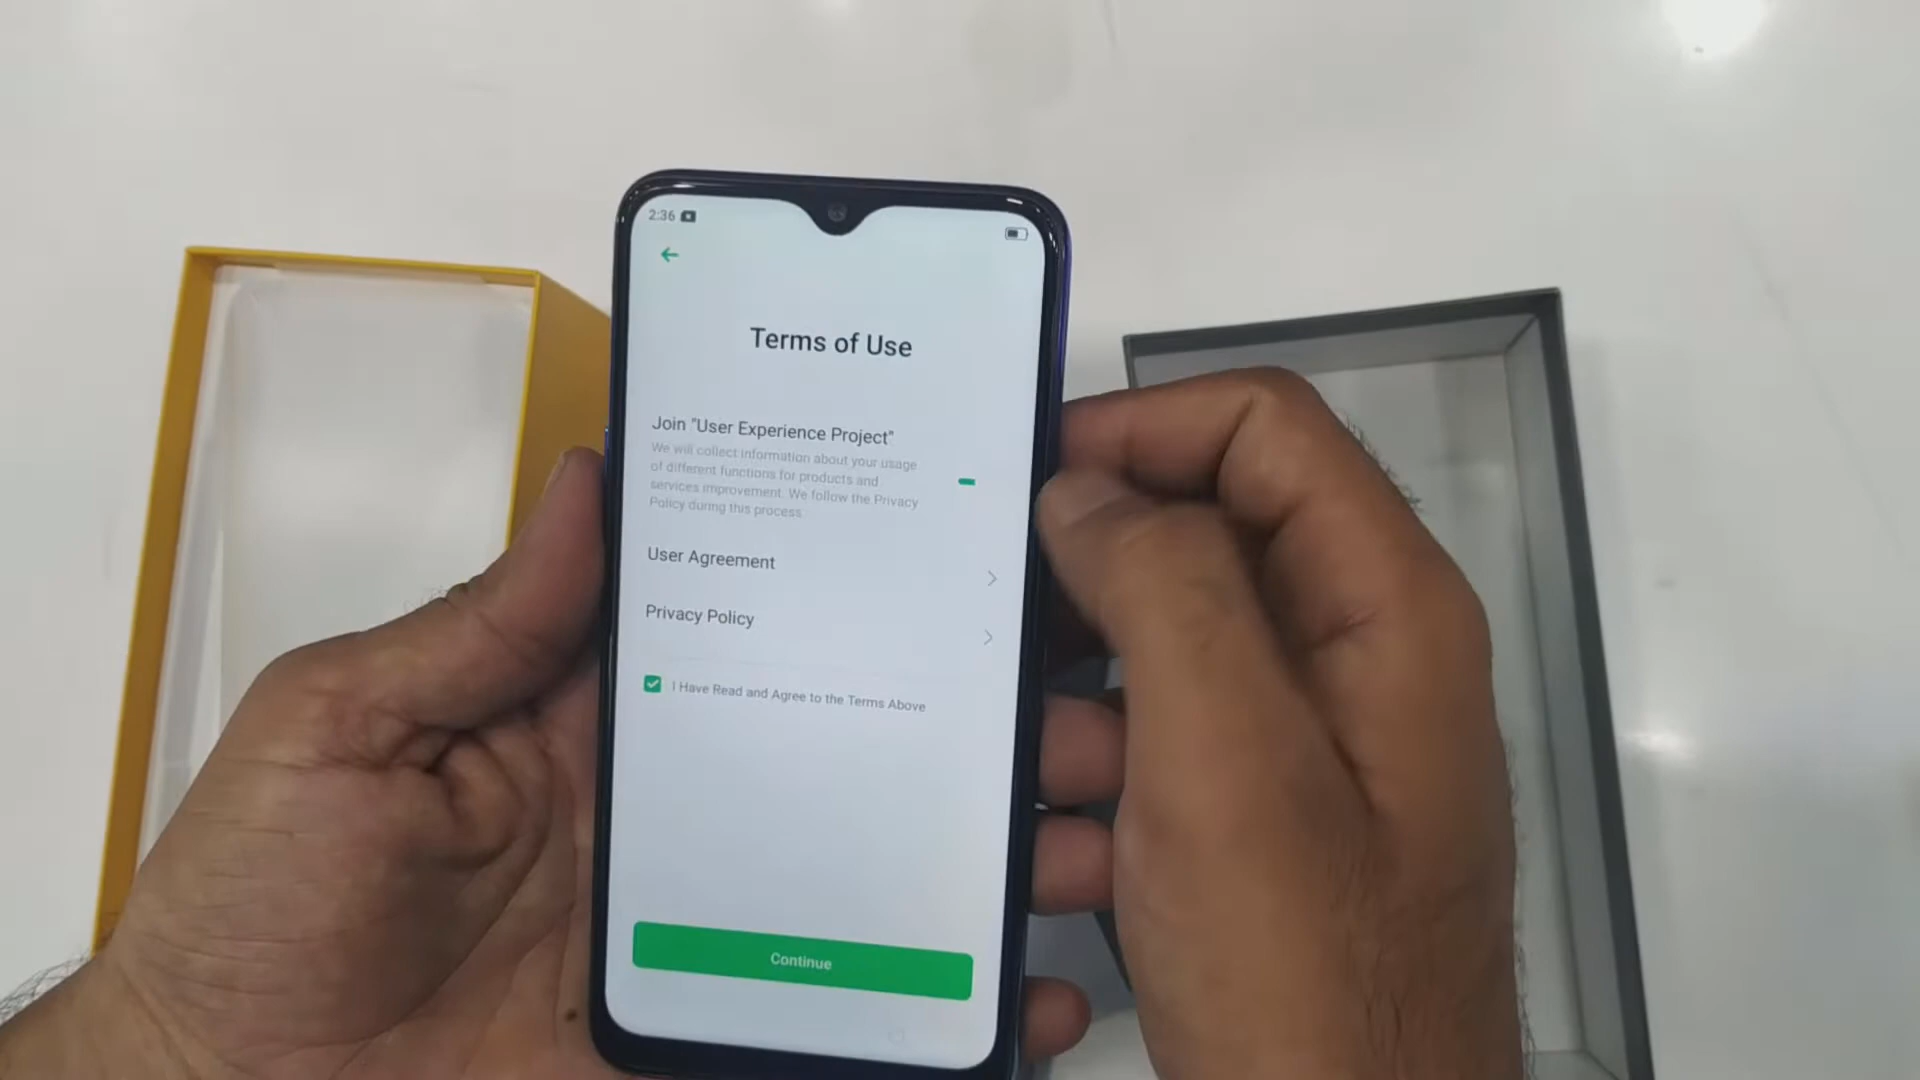 2:36
Terms of Use
Join "User Experience Project"
We will collect information about your usage
of different functions for products and
services improvement. We follow the Privacy
Policy during this process
User Agreement
Privacy Policy
I Have Read and Agree to the Terms Above
Continue